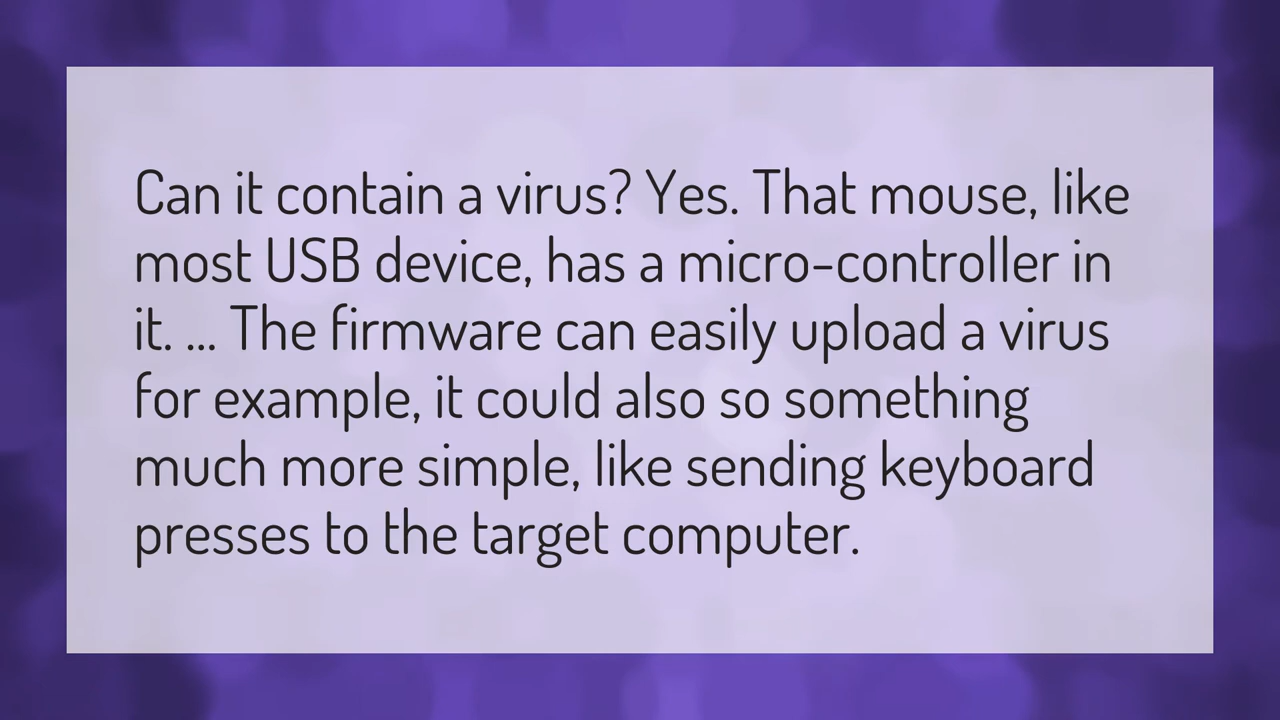 Can it contain a virus? Yes. That mouse, like
most USB device, has a micro-controller in
it. ... The firmware can easily upload a virus
for example, it could also so something
much more simple, like sending keyboard
presses to the target computer.